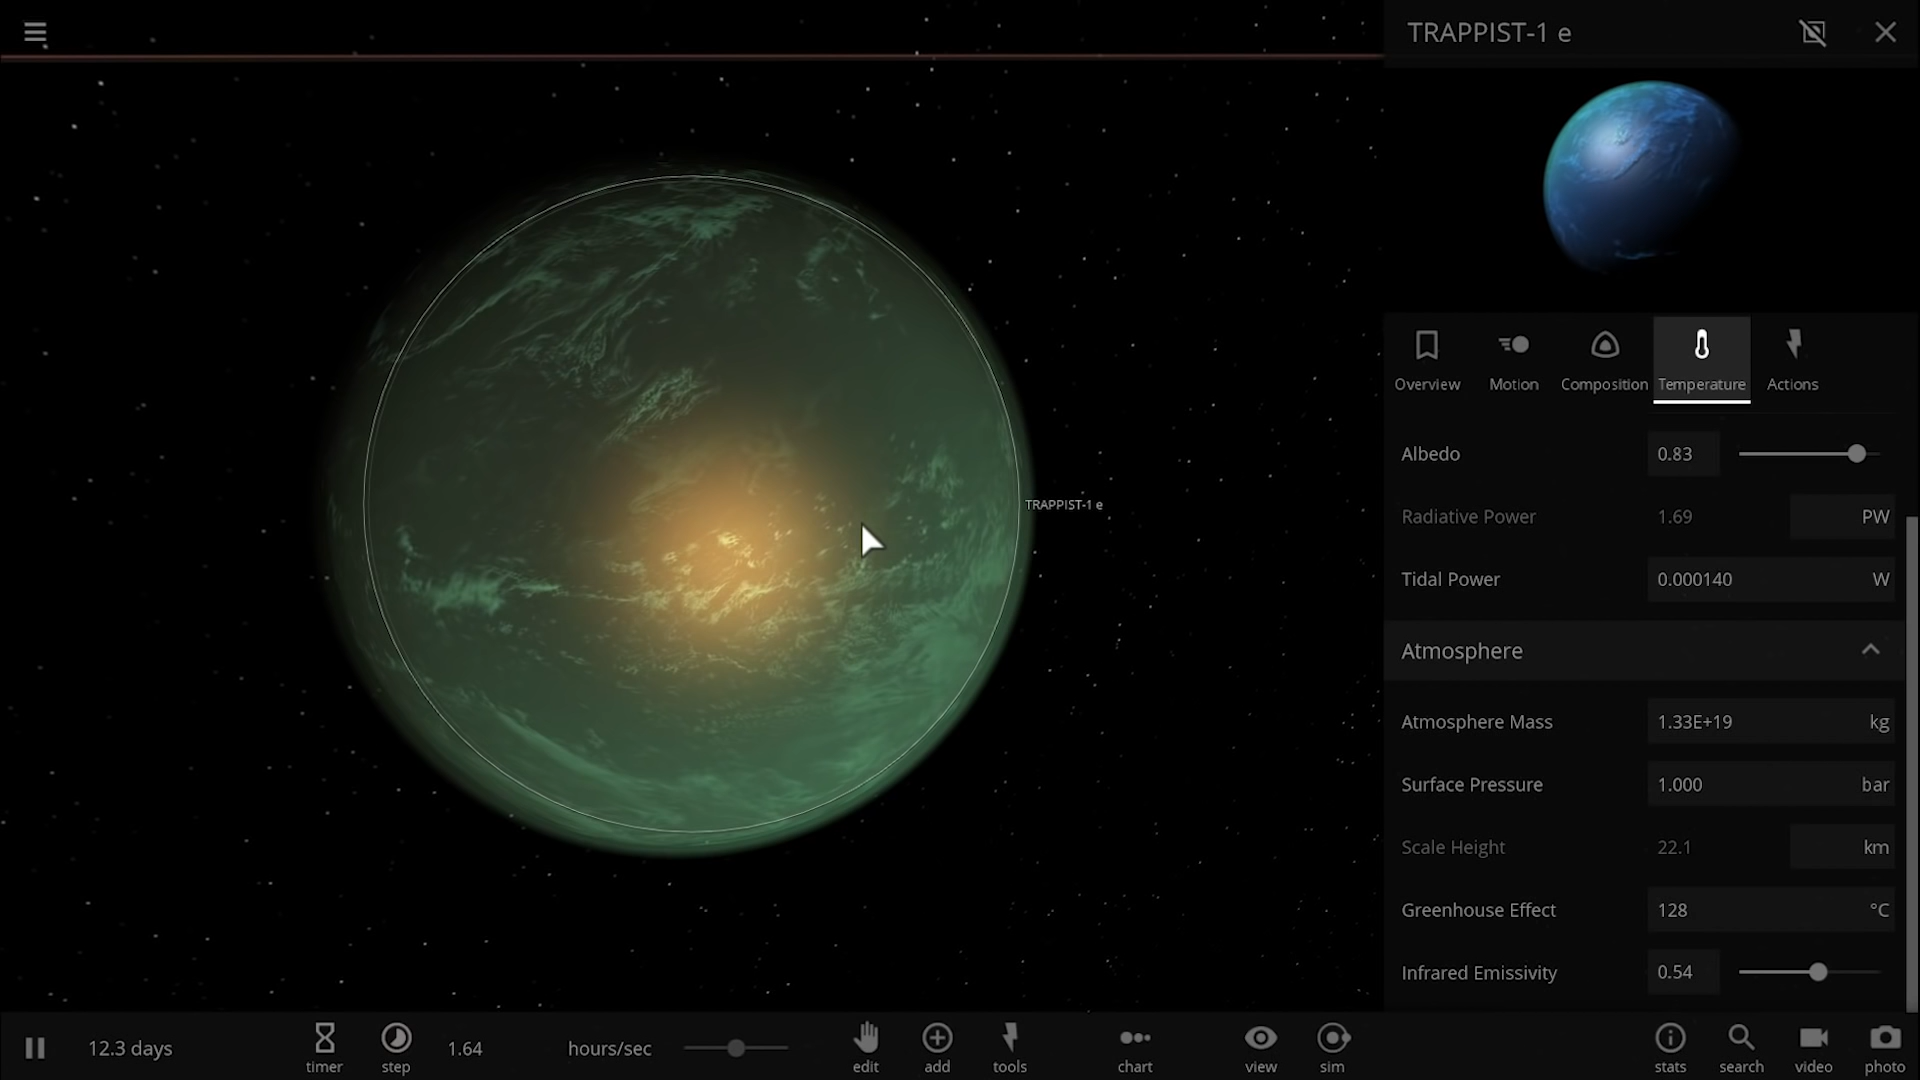 TRAPPIST-1 e
Overview Motion Composition Temperature Actions
Albedo 0.83
TRAPPIST-1 e
Radiative Power 1.69 PW
Tidal Power 0.000140 W
Atmosphere
Atmosphere Mass 1.33E+19 kg
Surface Pressure 1.000 bar
Scale Height 22.1 km
Greenhouse Effect 128 °C
Infrared Emissivity 0.54
12.3 days timer step 1.64 hours/sec edit add tools chart view sim stats search video photo